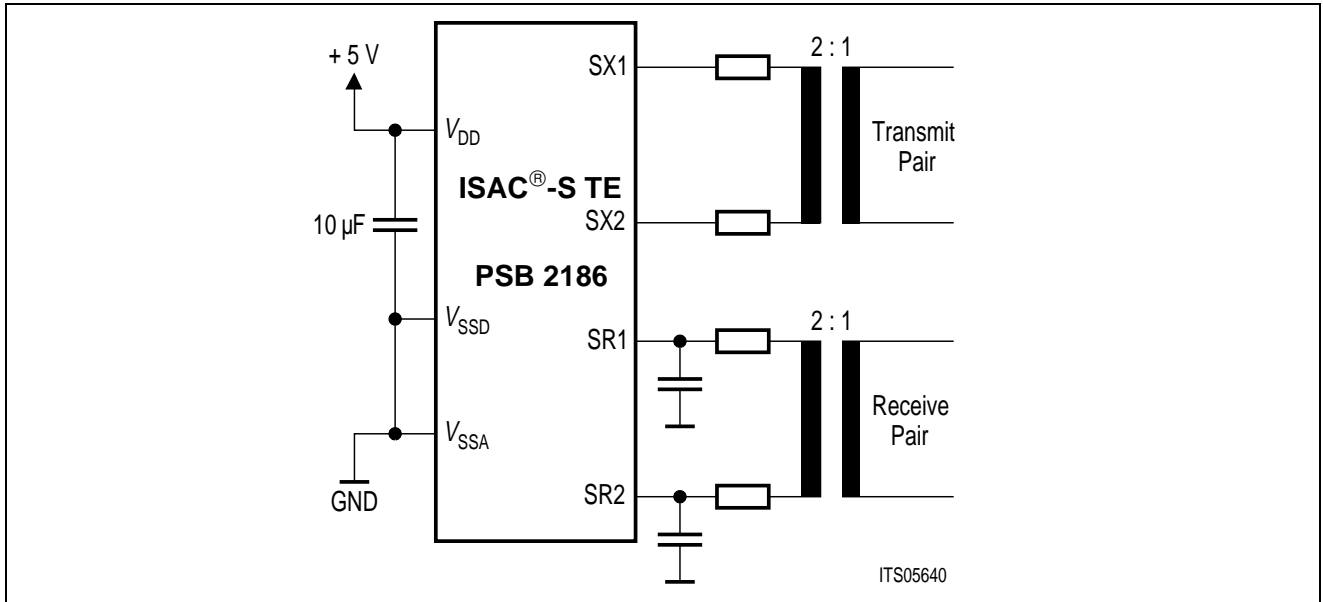 + 5 V
2 : 1
SX1
Transmit
Pair
VDD
ISAC®-S TE
SX2
10 µF
PSB 2186
VSSD
2 : 1
SR1
Receive
Pair
VSSA
SR2
GND
ITS05640